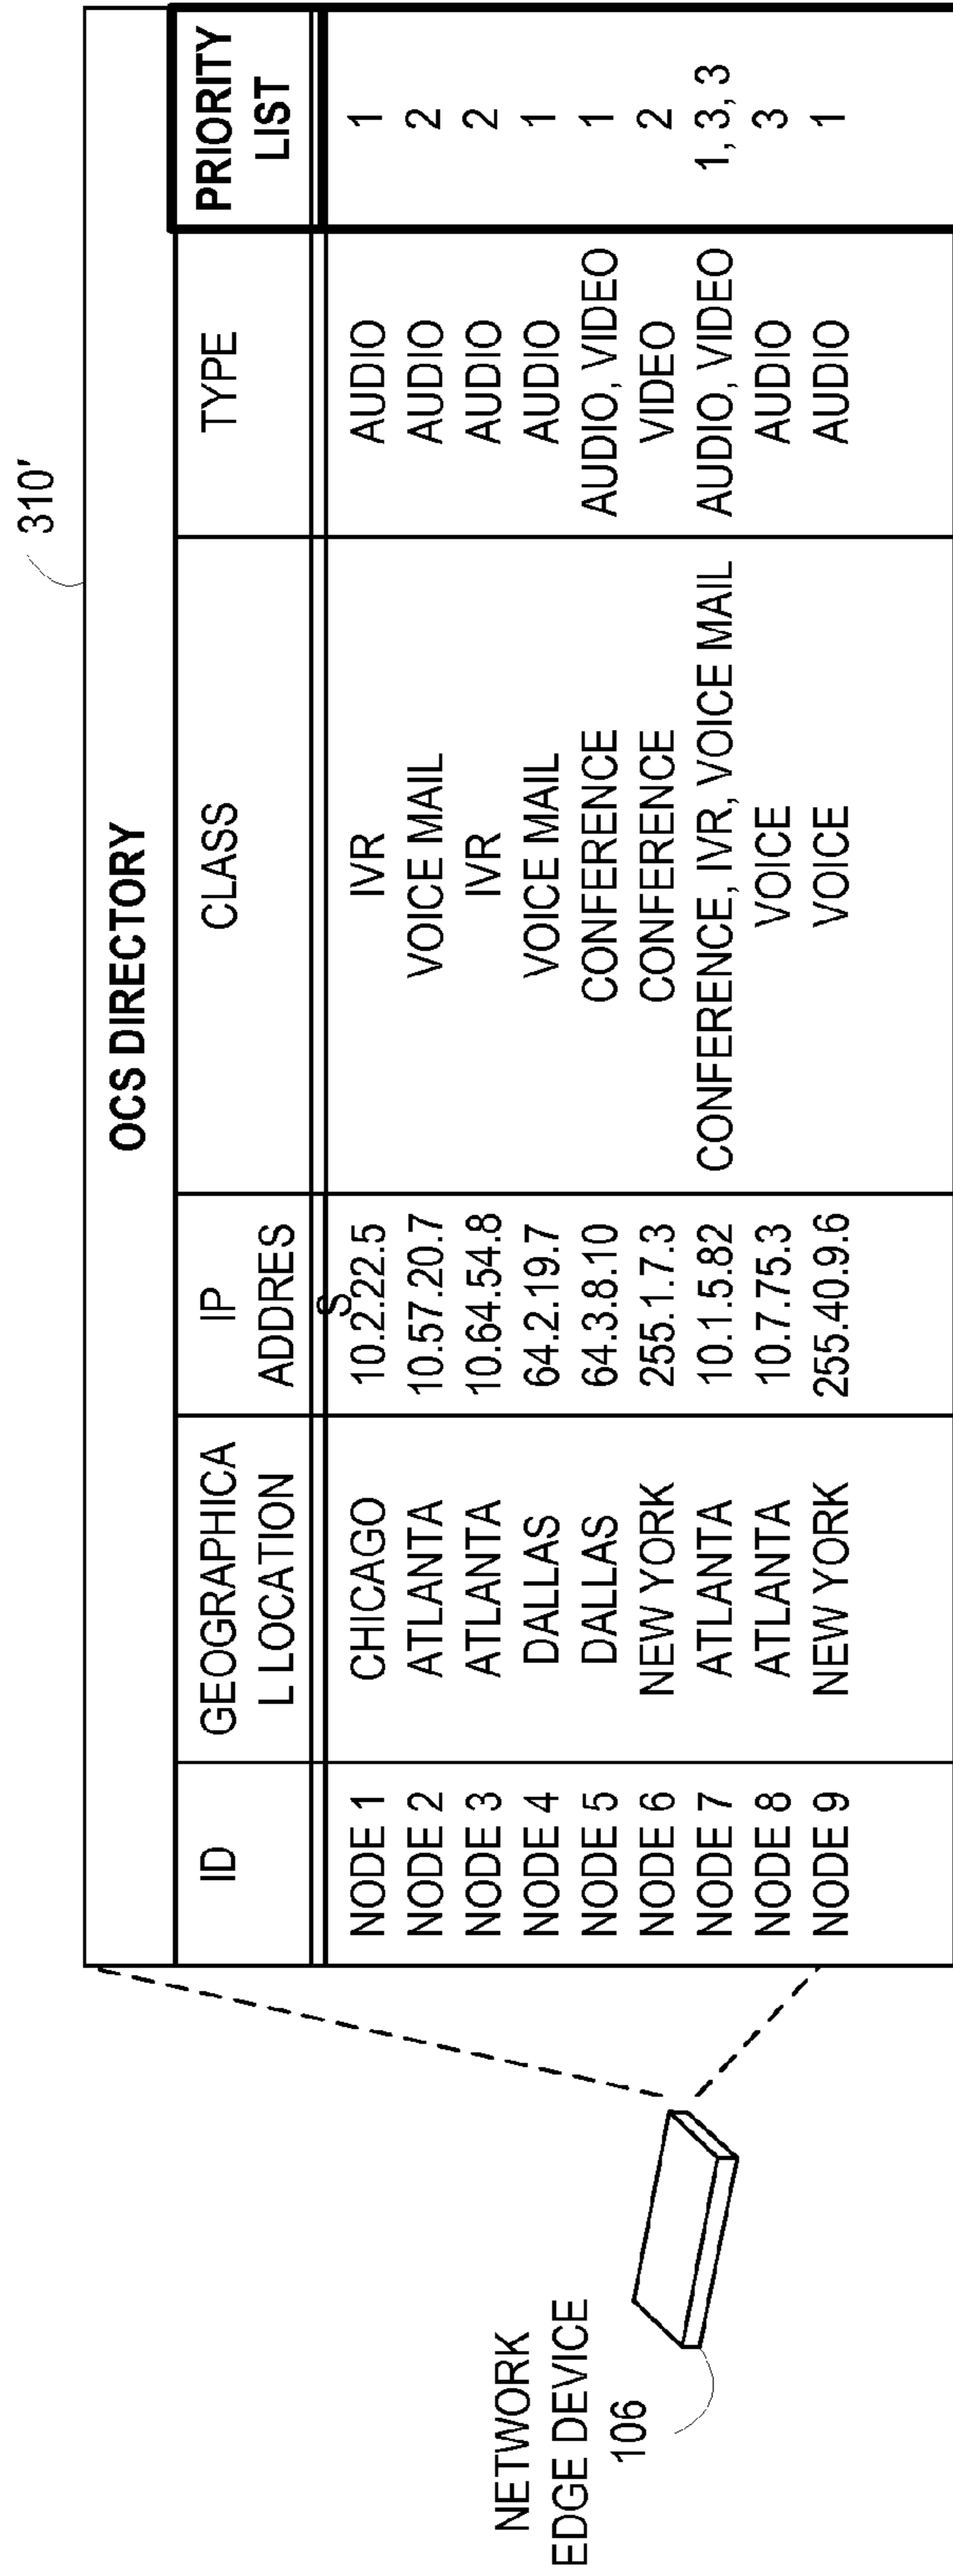 310'
OCS DIRECTORY
ID GEOGRAPHICA IP CLASS TYPE PRIORITY
L LOCATION ADDRES LIST
S
NODE 1 CHICAGO 10.2.22.5 IVR AUDIO 1
NODE 2 ATLANTA 10.57.20.7 VOICE MAIL AUDIO 2
NODE 3 ATLANTA 10.64.54.8 IVR AUDIO 2
NODE 4 DALLAS 64.2.19.7 VOICE MAIL AUDIO 1
NODE 5 DALLAS 64.3.8.10 CONFERENCE AUDIO, VIDEO 1
NODE 6 NEW YORK 255.1.7.3 CONFERENCE VIDEO 2
NODE 7 ATLANTA 10.1.5.82 CONFERENCE, IVR, VOICE MAIL AUDIO, VIDEO 1, 3, 3
NODE 8 ATLANTA 10.7.75.3 VOICE AUDIO 3
NODE 9 NEW YORK 255.40.9.6 VOICE AUDIO 1
NETWORK
EDGE DEVICE
106